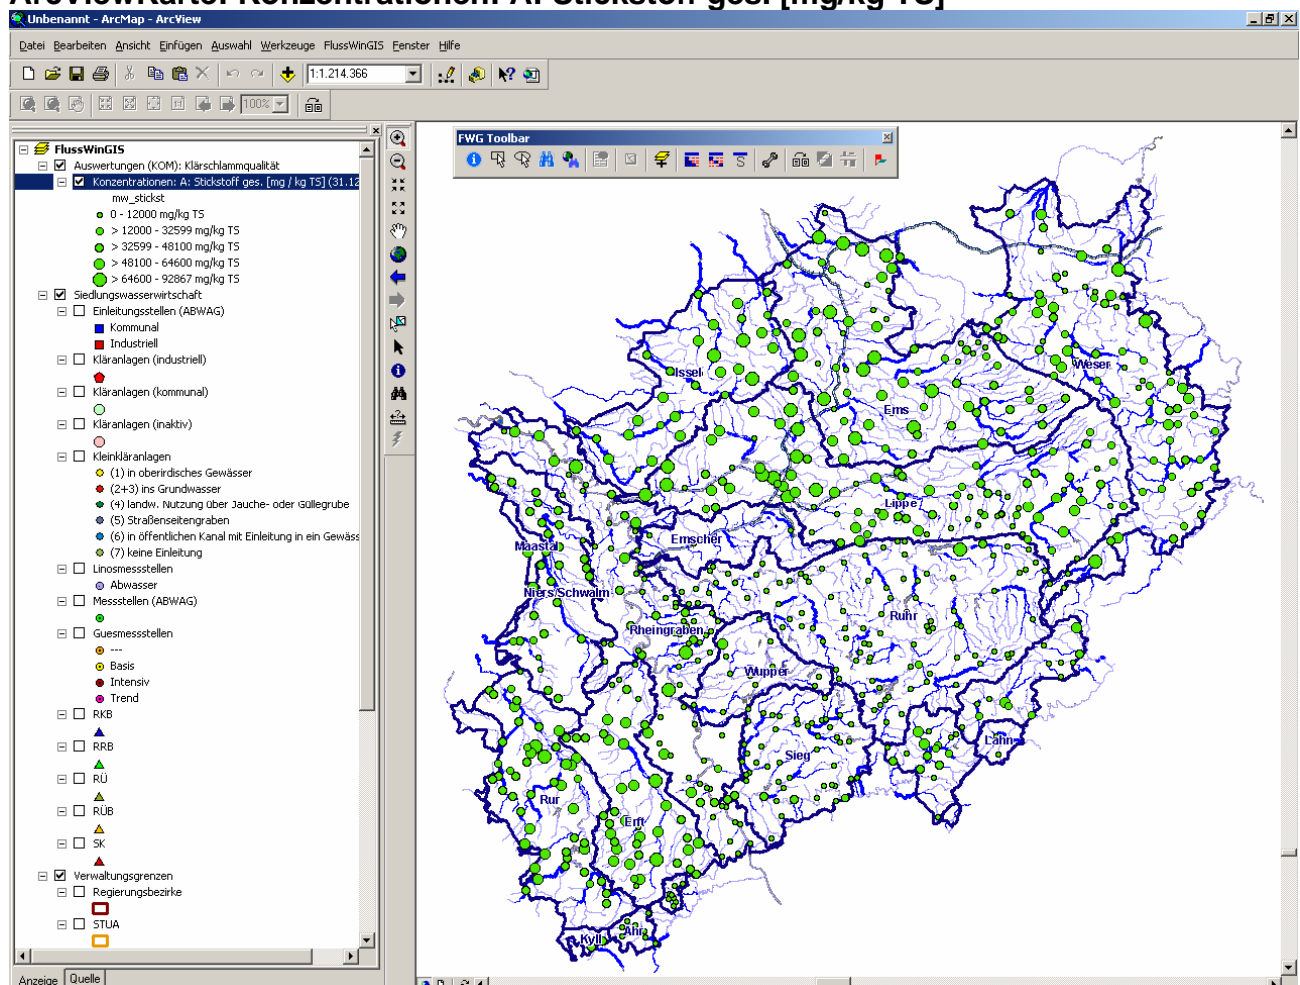 ArcViewKarte: Konzentrationen: A: Stickstoff ges. [mg/kg TS]
Unbenannt - ArcMap - ArcView
Datei Bearbeiten Ansicht Einfügen Auswahl Werkzeuge FlussWinGIS Fenster Hilfe
1:1.214.366
100%
FWG Toolbar
FlussWinGIS
Auswertungen (KOM): Klärschlammqualität
Konzentrationen: A: Stickstoff ges. [mg / kg TS] (31.12
mw_stickst
0 - 12000 mg/kg TS
> 12000 - 32599 mg/kg TS
> 32599 - 48100 mg/kg TS
> 48100 - 64600 mg/kg TS
> 64600 - 92867 mg/kg TS
Siedlungswasserwirtschaft
Einleitungsstellen (ABWAG)
Kommunal
Industriell
Kläranlagen (industriell)
Kläranlagen (kommunal)
Kläranlagen (inaktiv)
Kleinkläranlagen
(1) in oberirdisches Gewässer
(2+3) ins Grundwasser
(4) landw. Nutzung über Jauche- oder Güllegrube
(5) Straßenseitengraben
(6) in öffentlichen Kanal mit Einleitung in ein Gewäss
(7) keine Einleitung
Linosmessstellen
Abwasser
Messstellen (ABWAG)
Guesmessstellen
---
Basis
Intensiv
Trend
RKB
RRB
RÜ
RÜB
SK
Verwaltungsgrenzen
Regierungsbezirke
STUA
Anzeige Quelle
Issel
Weser
Ems
Lippe
Emscher
Maastal
Niers/Schwalm
Ruhr
Rheingraben
Wupper
Lahn
Sieg
Rur
Erft
Ahr
Kyll